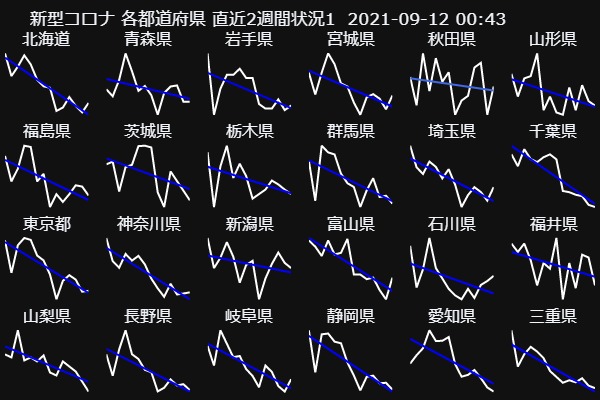 新型コロナ 各都道府県 直近2週間状況1 2021-09-12 00:43
北海道 青森県 岩手県 宮城県 秋田県 山形県
福島県 茨城県 栃木県 群馬県 埼玉県 千葉県
東京都 神奈川県 新潟県 富山県 石川県 福井県
山梨県 長野県 岐阜県 静岡県 愛知県 三重県